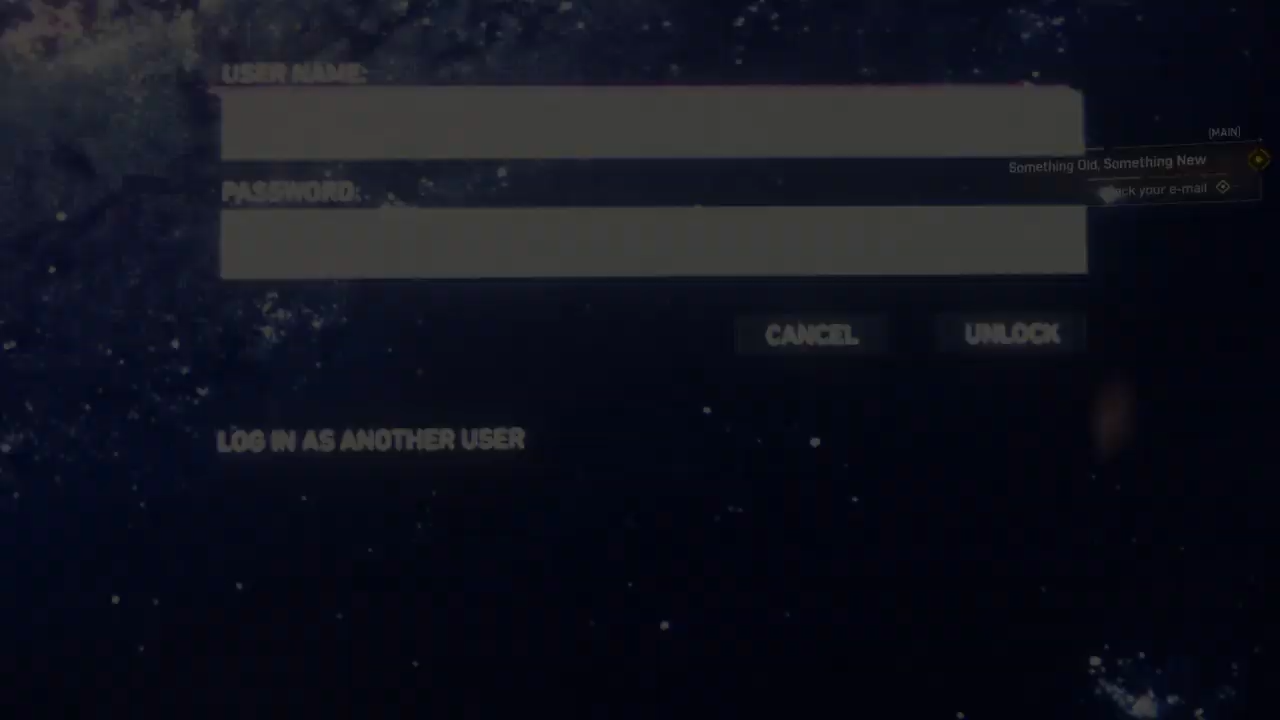 USER NAME:
[MAIN]
Something Old, Something New
PASSWORD:
your e-mail
CANCEL
UNLOCK
LOG IN AS ANOTHER USER